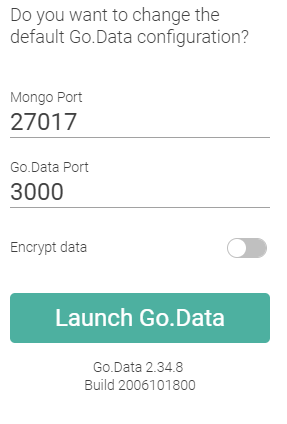 Do you want to change the
default Go.Data configuration?
Mongo Port
27017
Go.Data Port
3000
Encrypt data
Launch Go.Data
Go.Data 2.34.8
Build 2006101800